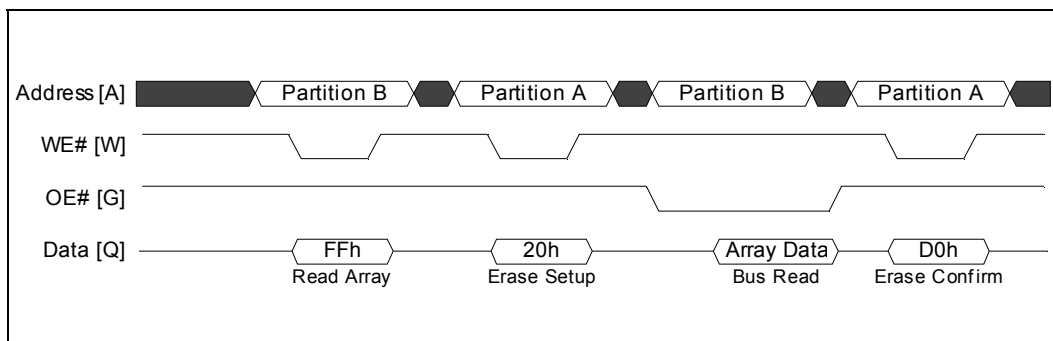 Address [A] Partition B Partition A Partition B Partition A
WE# [W]
OE# [G]
Data [Q] FFh 20h Array Data D0h
Read Array Erase Setup Bus Read Erase Confirm